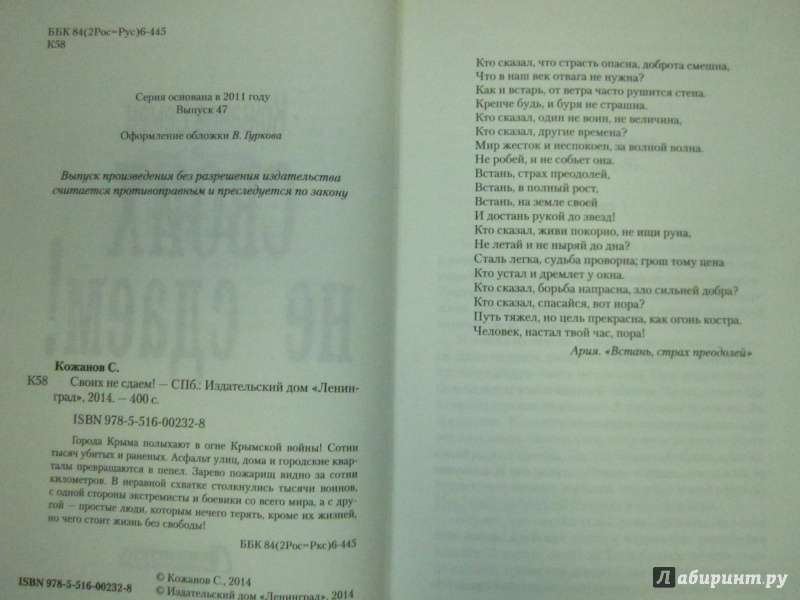 ББК 84(2Рос=Рус)6-445
К58
Серия основана в 2011 году
Выпуск 47
Оформление обложки В. Гуркова
Выпуск произведения без разрешения издательства
считается противоправным и преследуется по закону
Кожанов С.
К58 Своих не сдаем! — СПб.: Издательский дом «Ленин-
град», 2014. — 400 с.
ISBN 978-5-516-00232-8
Города Крыма полыхают в огне Крымской войны! Сотни
тысяч убитых и раненых. Асфальт улиц, дома и городские квар-
талы превращаются в пепел. Зарево пожарищ видно за сотни
километров. В неравной схватке столкнулись тысячи воинов,
с одной стороны экстремисты и боевики со всего мира, а с дру-
гой — простые люди, которым нечего терять, кроме их жизней,
но чего стоит жизнь без свободы!
ББК 84(2Рос=Ркс)6-445
ISBN 978-5-516-00232-8
© Кожанов С., 2014
© Издательский дом «Ленинград», 2014
Кто сказал, что страсть опасна, доброта смешна,
Что в наш век отвага не нужна?
Как и встарь, от ветра часто рушится стена.
Крепче будь, и буря не страшна.
Кто сказал, один не воин, не величина,
Кто сказал, другие времена?
Мир жесток и неспокоен, за волной волна.
Не робей, и не собьет она.
Встань, страх преодолей,
Встань, в полный рост,
Встань, на земле своей
И достань рукой до звезд!
Кто сказал, живи покорно, не ищи руна,
Не летай и не ныряй до дна?
Сталь легка, судьба проворна; грош тому цена
Кто устал и дремлет у окна.
Кто сказал, борьба напрасна, зло сильней добра?
Кто сказал, спасайся, вот нора?
Путь тяжел, но цель прекрасна, как огонь костра.
Человек, настал твой час, пора!
Ария. «Встань, страх преодолей»
Лабиринт.ру